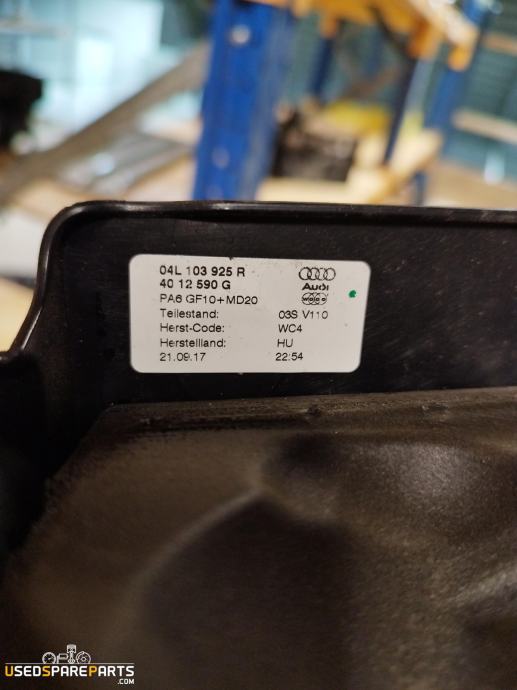 04L 103 925 R
40 12 590 G
Audi
PA6 GF10+MD20
Teilestand: 03S V110
Herst-Code: WC4
Herstelland: HU
21.09.17 22:54
USEDSPAREPARTS
.COM